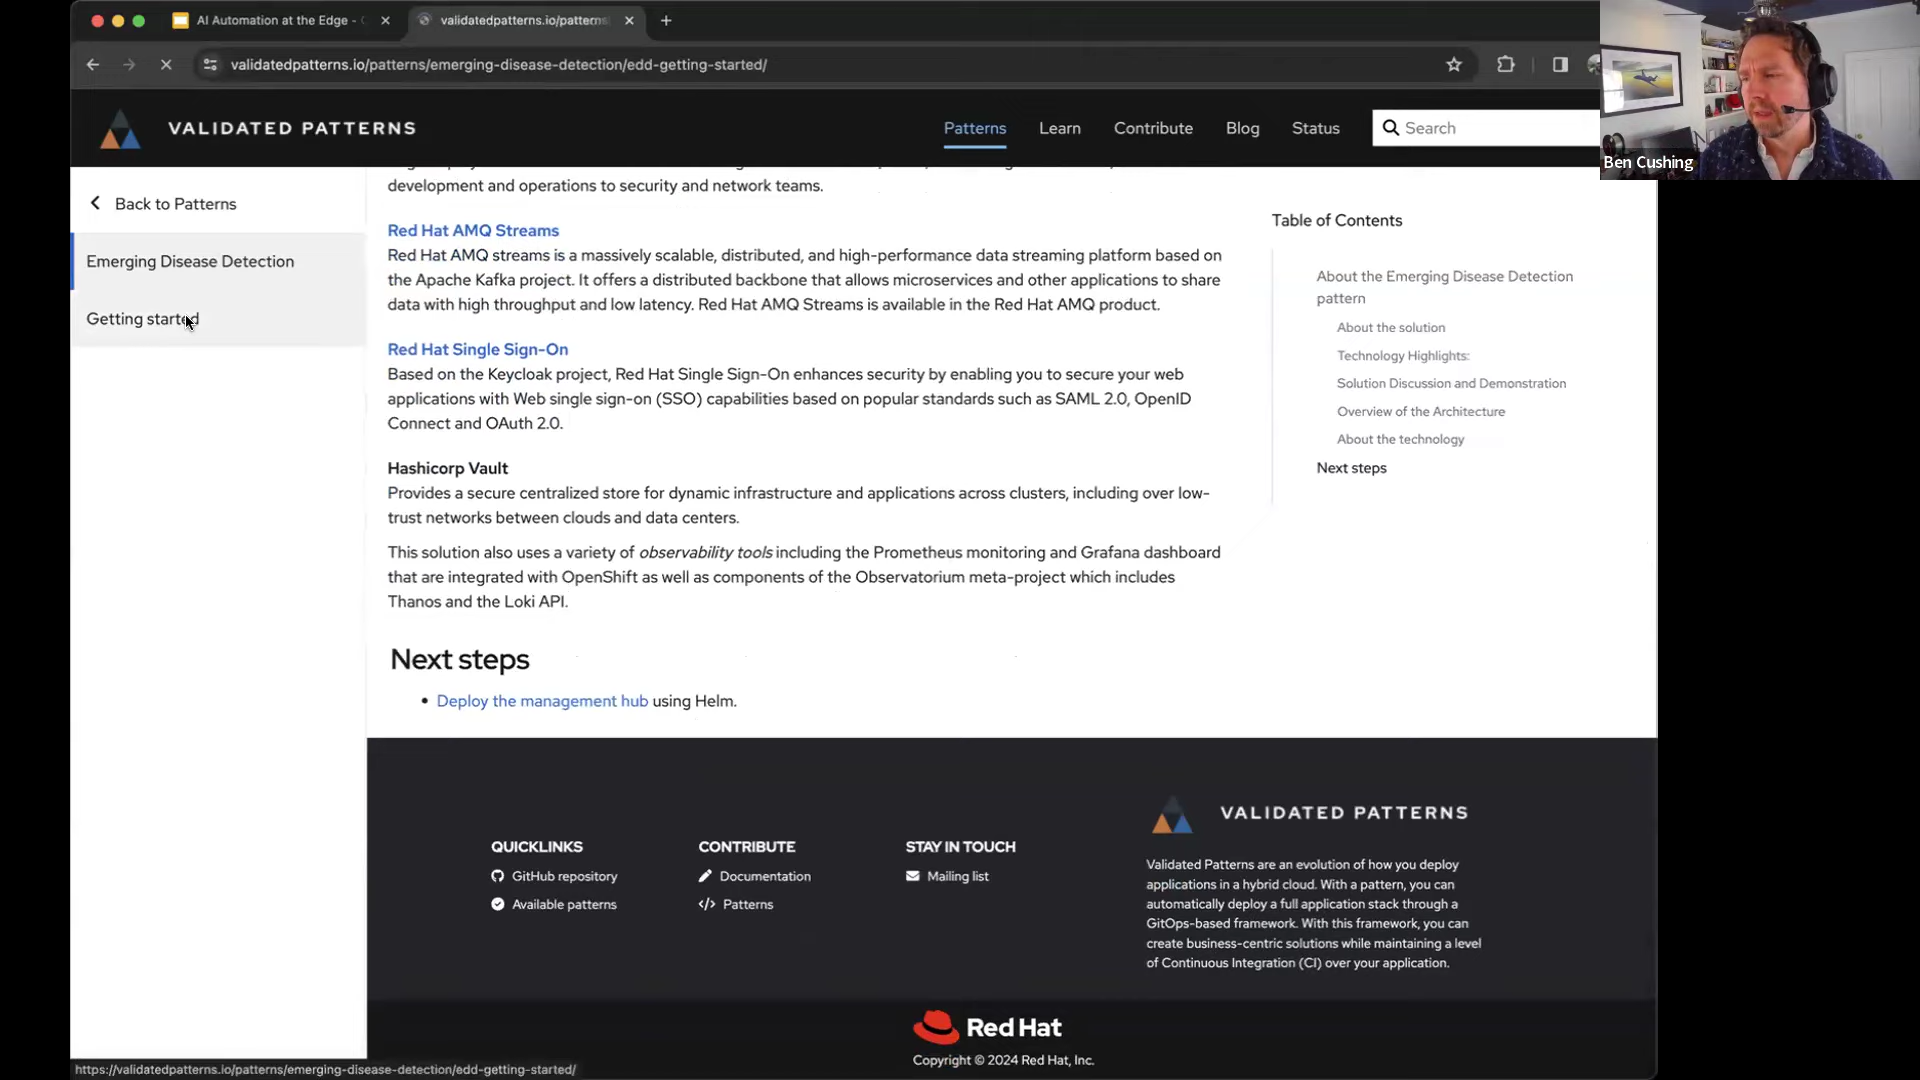 AI Automation at the Edge -
validatedpatterns.io/patterns
validatedpatterns.io/patterns/emerging-disease-detection/edd-getting-started/
Ben Cushing
VALIDATED PATTERNS
Patterns
Learn
Contribute
Blog
Status
Search
Back to Patterns
Emerging Disease Detection
Getting started
development and operations to security and network teams.
Red Hat AMQ Streams
Red Hat AMQ streams is a massively scalable, distributed, and high-performance data streaming platform based on
the Apache Kafka project. It offers a distributed backbone that allows microservices and other applications to share
data with high throughput and low latency. Red Hat AMQ Streams is available in the Red Hat AMQ product.
Red Hat Single Sign-On
Based on the Keycloak project, Red Hat Single Sign-On enhances security by enabling you to secure your web
applications with Web single sign-on (SSO) capabilities based on popular standards such as SAML 2.0, OpenID
Connect and OAuth 2.0.
Hashicorp Vault
Provides a secure centralized store for dynamic infrastructure and applications across clusters, including over low-
trust networks between clouds and data centers.
This solution also uses a variety of observability tools including the Prometheus monitoring and Grafana dashboard
that are integrated with OpenShift as well as components of the Observatorium meta-project which includes
Thanos and the Loki API.
Next steps
• Deploy the management hub using Helm.
Table of Contents
About the Emerging Disease Detection
pattern
About the solution
Technology Highlights:
Solution Discussion and Demonstration
Overview of the Architecture
About the technology
Next steps
QUICKLINKS
GitHub repository
Available patterns
CONTRIBUTE
Documentation
Patterns
STAY IN TOUCH
Mailing list
VALIDATED PATTERNS
Validated Patterns are an evolution of how you deploy
applications in a hybrid cloud. With a pattern, you can
automatically deploy a full application stack through a
GitOps-based framework. With this framework, you can
create business-centric solutions while maintaining a level
of Continuous Integration (CI) over your application.
Red Hat
Copyright © 2024 Red Hat, Inc.
https://validatedpatterns.io/patterns/emerging-disease-detection/edd-getting-started/